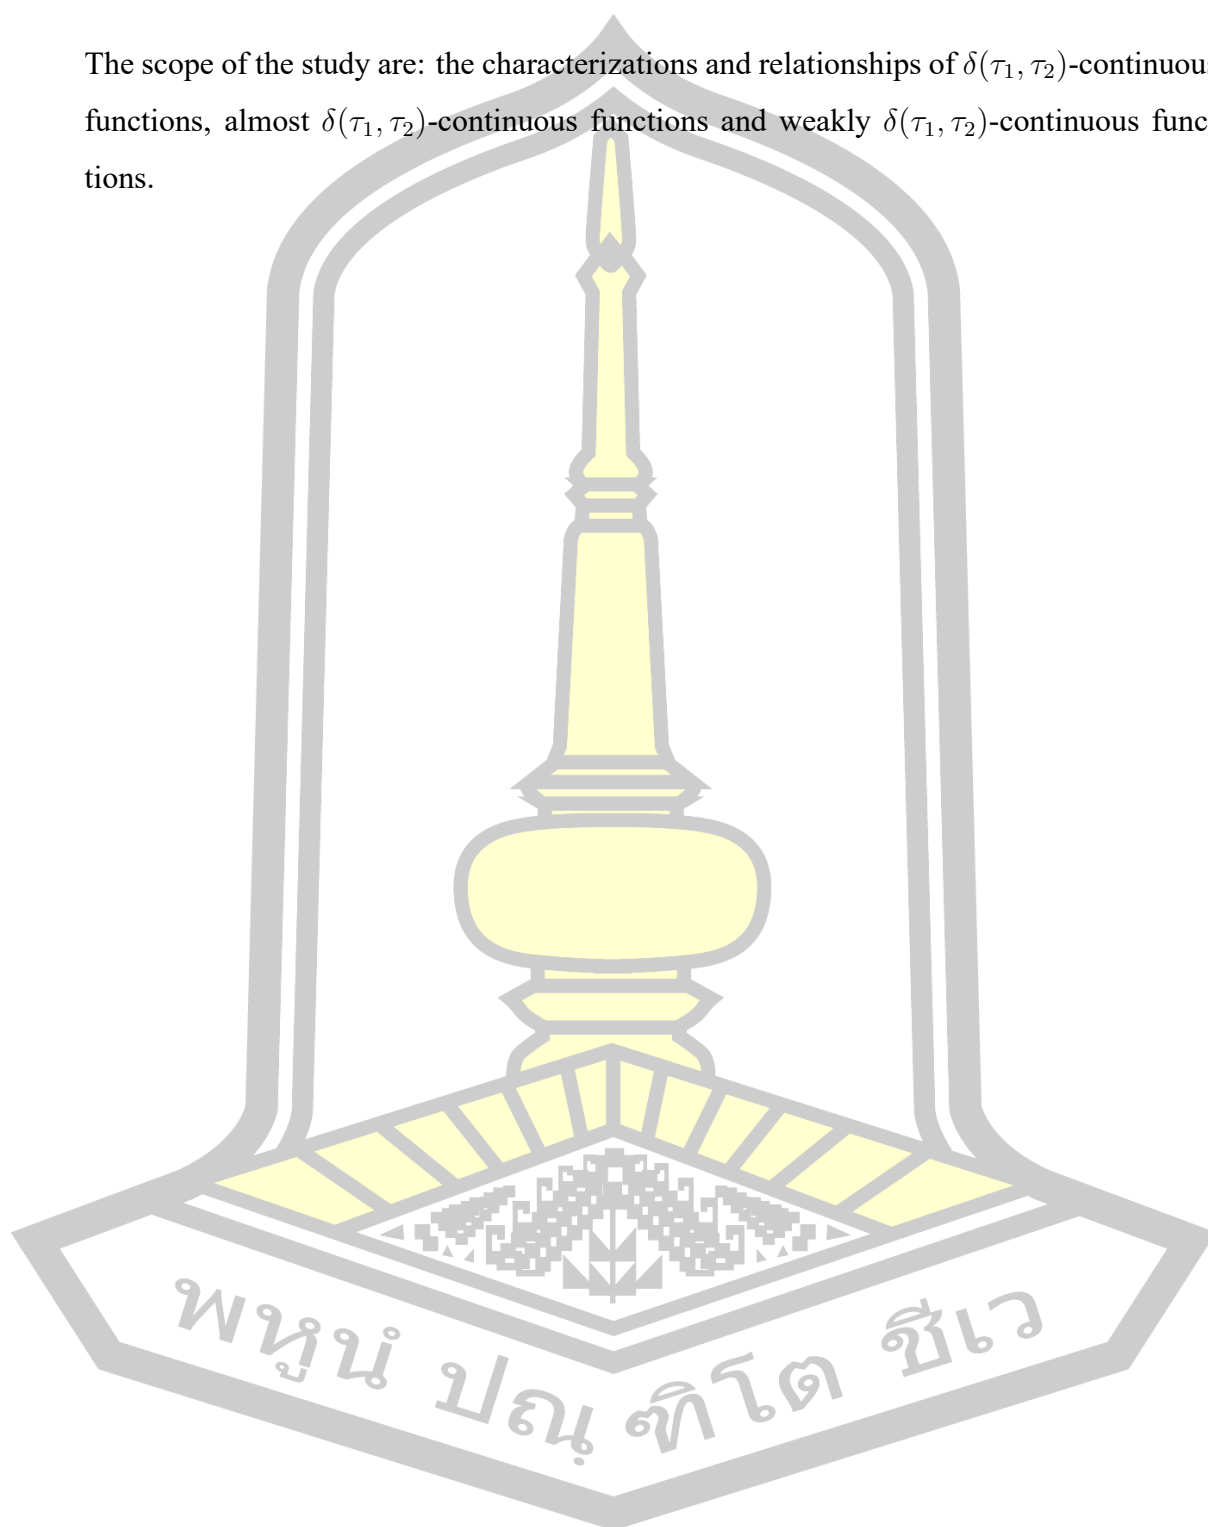 The scope of the study are: the characterizations and relationships of δ(τ₁, τ₂)-continuous
functions, almost δ(τ₁, τ₂)-continuous functions and weakly δ(τ₁, τ₂)-continuous func
tions.
พหูนํ ปณฺฑิโต ชีเว